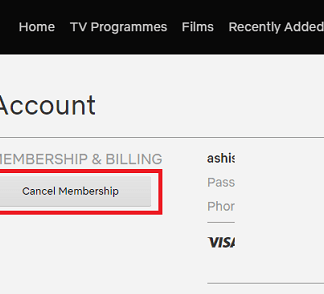 Home TV Programmes Films Recently Added
Account
MEMBERSHIP & BILLING
Cancel Membership
ashis
Pass
Phor
VISA